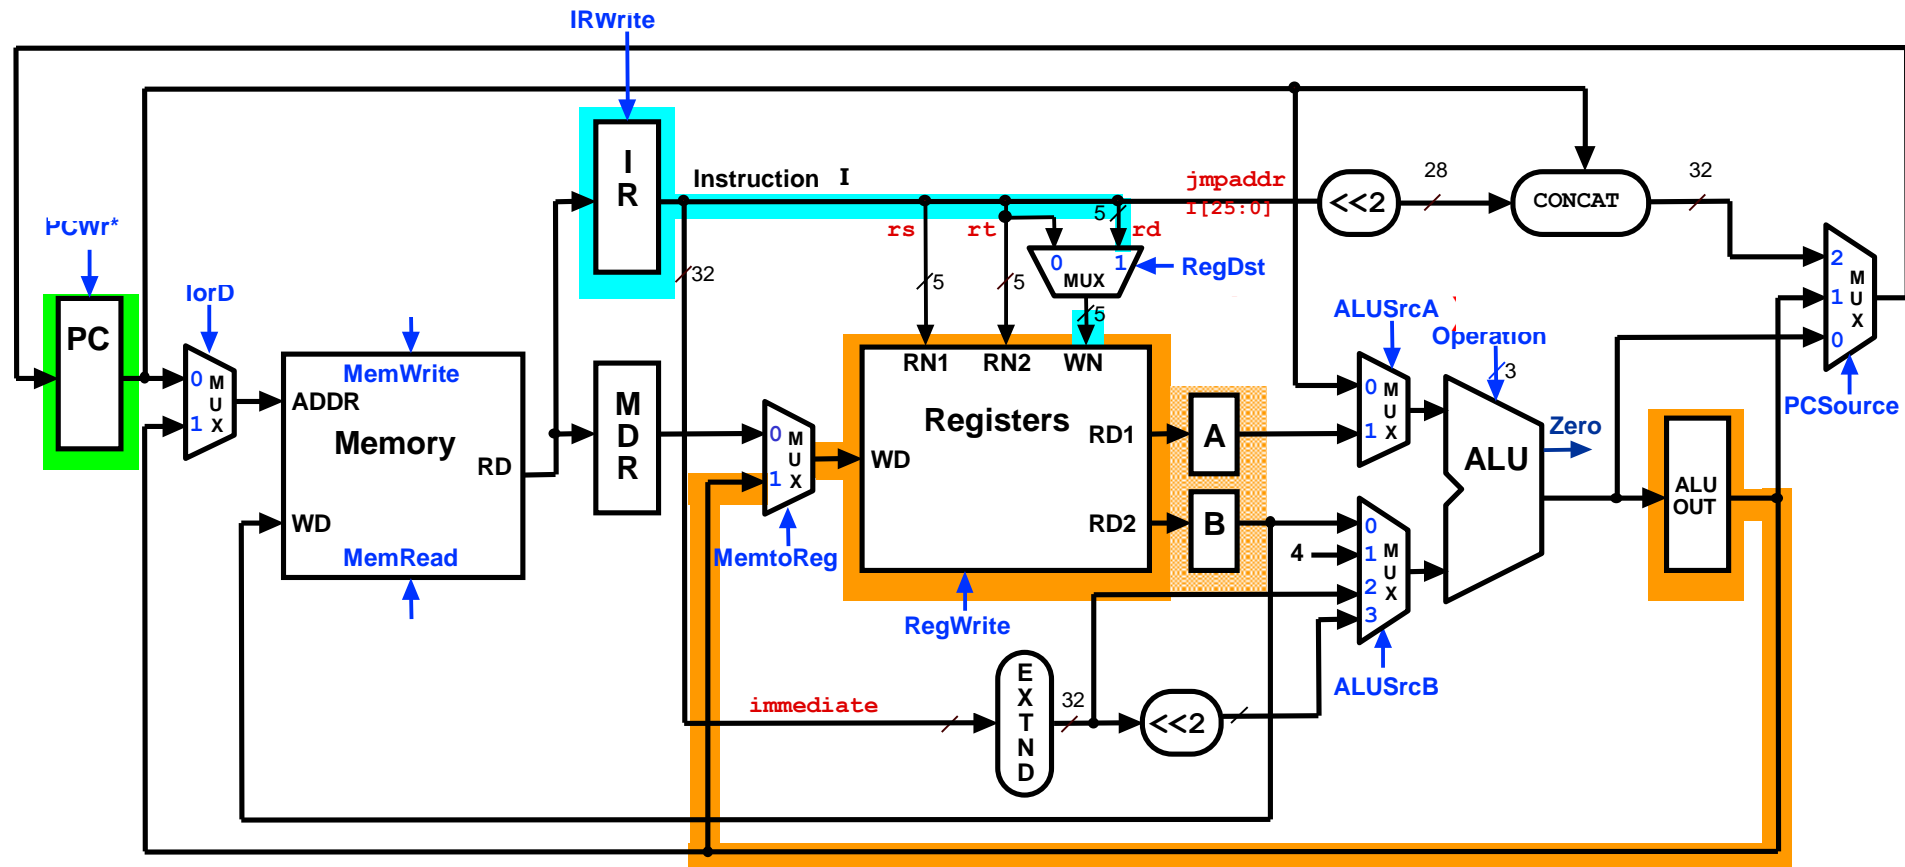 IRWrite
I
R
Instruction I
jmpaddr
I[25:0]
28
32
<<2
CONCAT
5
rs
rt
rd
PCWr*
IorD
32
5
5
0
1
MUX
RegDst
5
2
1
0
M
U
X
PCSource
PC
0
1
M
U
X
MemWrite
ADDR
Memory
RD
WD
MemRead
M
D
R
0
1
M
U
X
MemtoReg
RN1
RN2
WN
Registers
RD1
WD
RD2
RegWrite
A
B
ALUSrcA
0
1
M
U
X
Operation
3
Zero
ALU
4
0
1
2
3
M
U
X
ALUSrcB
ALU
OUT
immediate
E
X
T
N
D
32
<<2